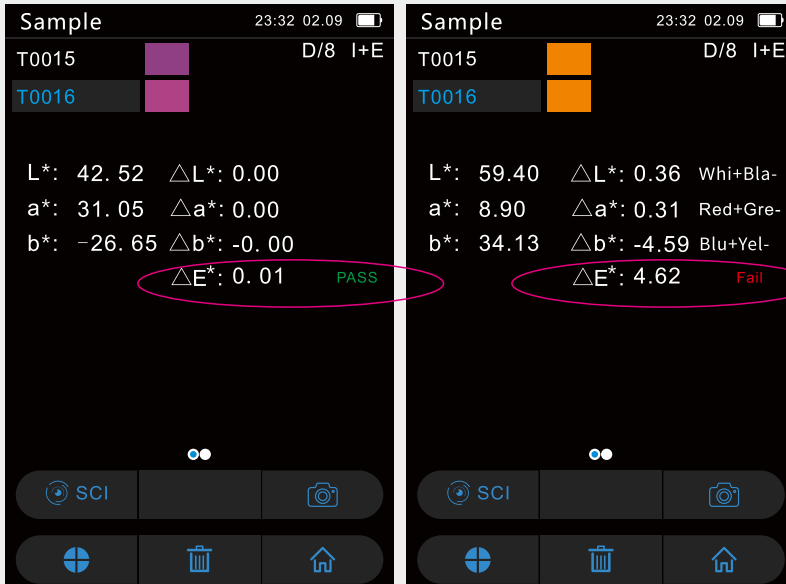 Sample 23:32 02.09
T0015 D/8 I+E
T0016
L*: 42.52 △L*: 0.00
a*: 31.05 △a*: 0.00
b*: -26.65 △b*: -0.00
△E*: 0.01 PASS
SCI
Sample 23:32 02.09
T0015 D/8 I+E
T0016
L*: 59.40 △L*: 0.36 Whi+Bla-
a*: 8.90 △a*: 0.31 Red+Gre-
b*: 34.13 △b*: -4.59 Blu+Yel-
△E*: 4.62 Fail
SCI